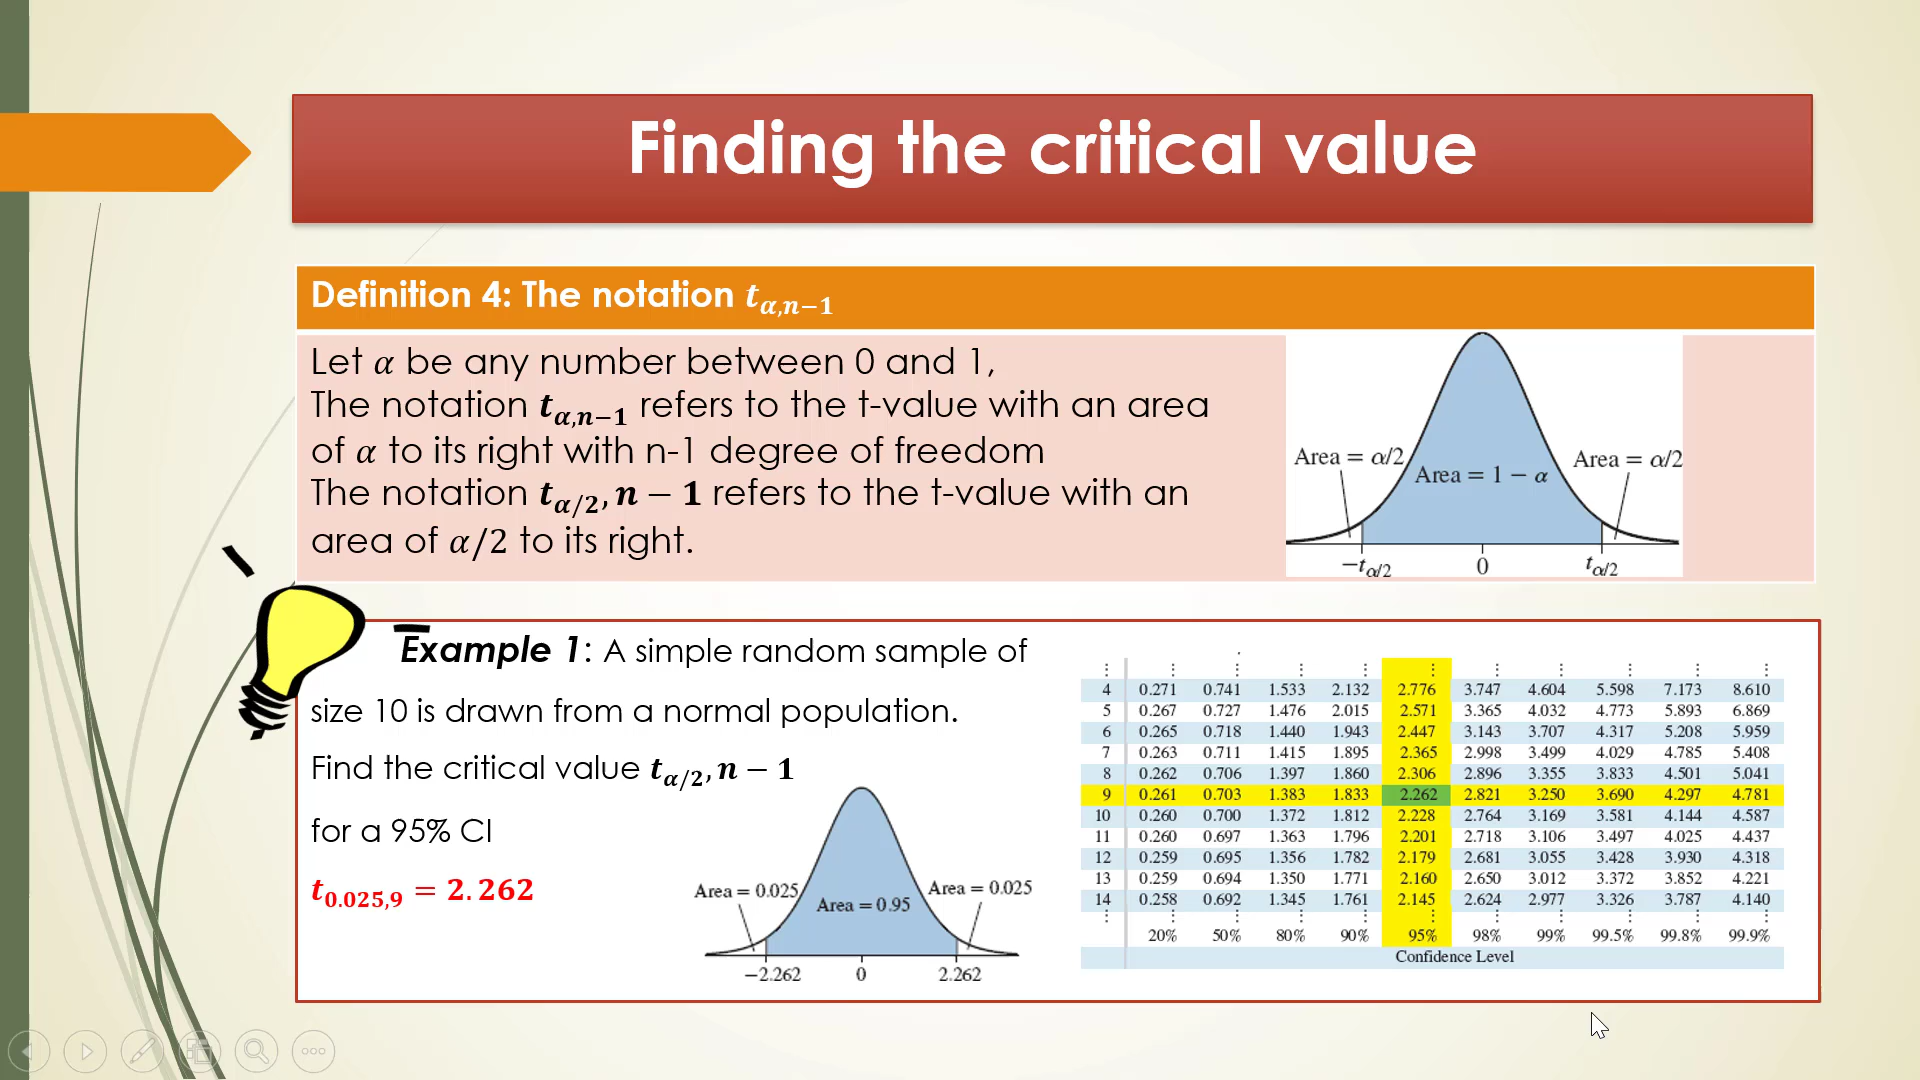 Finding the critical value
Definition 4: The notation t_{α,n−1}
Let α be any number between 0 and 1,
The notation t_{α,n−1} refers to the t-value with an area
of α to its right with n-1 degree of freedom
The notation t_{α/2}, n − 1 refers to the t-value with an
area of α/2 to its right.
Area = α/2
Area = 1 − α
Area = α/2
−t_{α/2}
0
t_{α/2}
Example 1: A simple random sample of
size 10 is drawn from a normal population.
Find the critical value t_{α/2}, n − 1
for a 95% CI
t_{0.025,9} = 2.262
Area = 0.025
Area = 0.95
Area = 0.025
−2.262 0 2.262
⋮ ⋮ ⋮ ⋮ ⋮ ⋮ ⋮ ⋮ ⋮ ⋮ ⋮
4 0.271 0.741 1.533 2.132 2.776 3.747 4.604 5.598 7.173 8.610
5 0.267 0.727 1.476 2.015 2.571 3.365 4.032 4.773 5.893 6.869
6 0.265 0.718 1.440 1.943 2.447 3.143 3.707 4.317 5.208 5.959
7 0.263 0.711 1.415 1.895 2.365 2.998 3.499 4.029 4.785 5.408
8 0.262 0.706 1.397 1.860 2.306 2.896 3.355 3.833 4.501 5.041
9 0.261 0.703 1.383 1.833 2.262 2.821 3.250 3.690 4.297 4.781
10 0.260 0.700 1.372 1.812 2.228 2.764 3.169 3.581 4.144 4.587
11 0.260 0.697 1.363 1.796 2.201 2.718 3.106 3.497 4.025 4.437
12 0.259 0.695 1.356 1.782 2.179 2.681 3.055 3.428 3.930 4.318
13 0.259 0.694 1.350 1.771 2.160 2.650 3.012 3.372 3.852 4.221
14 0.258 0.692 1.345 1.761 2.145 2.624 2.977 3.326 3.787 4.140
⋮ ⋮ ⋮ ⋮ ⋮ ⋮ ⋮ ⋮ ⋮ ⋮ ⋮
20% 50% 80% 90% 95% 98% 99% 99.5% 99.8% 99.9%
Confidence Level